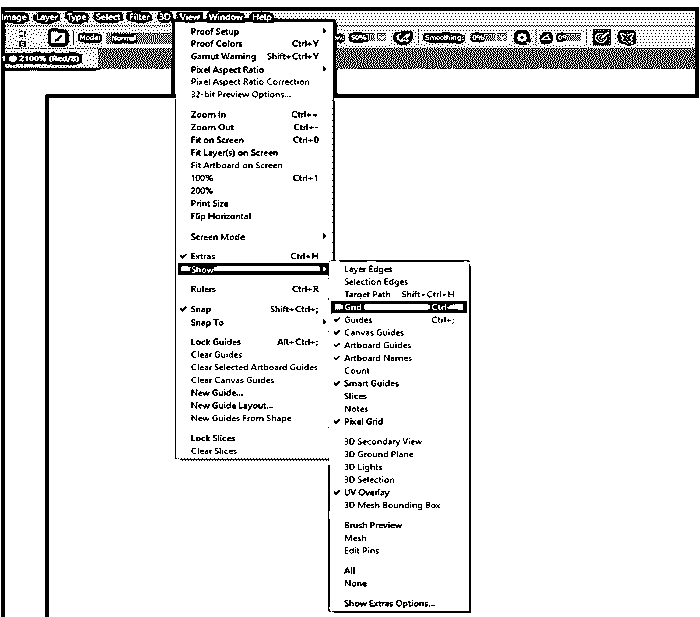 Image Layer Type Select Filter 3D View Window Help
Mode: Normal
50%
Smoothing: 0%
0°
1 @ 2100% (Red/8)
Proof Setup
Proof Colors Ctrl+Y
Gamut Warning Shift+Ctrl+Y
Pixel Aspect Ratio
Pixel Aspect Ratio Correction
32-bit Preview Options...
Zoom In Ctrl++
Zoom Out Ctrl+-
Fit on Screen Ctrl+0
Fit Layer(s) on Screen
Fit Artboard on Screen
100% Ctrl+1
200%
Print Size
Flip Horizontal
Screen Mode
Extras Ctrl+H
Show
Rulers Ctrl+R
Snap Shift+Ctrl+;
Snap To
Lock Guides Alt+Ctrl+;
Clear Guides
Clear Selected Artboard Guides
Clear Canvas Guides
New Guide...
New Guide Layout...
New Guides From Shape
Lock Slices
Clear Slices
Layer Edges
Selection Edges
Target Path Shift+Ctrl+H
Grid
Guides Ctrl+;
Canvas Guides
Artboard Guides
Artboard Names
Count
Smart Guides
Slices
Notes
Pixel Grid
3D Secondary View
3D Ground Plane
3D Lights
3D Selection
UV Overlay
3D Mesh Bounding Box
Brush Preview
Mesh
Edit Pins
All
None
Show Extras Options...